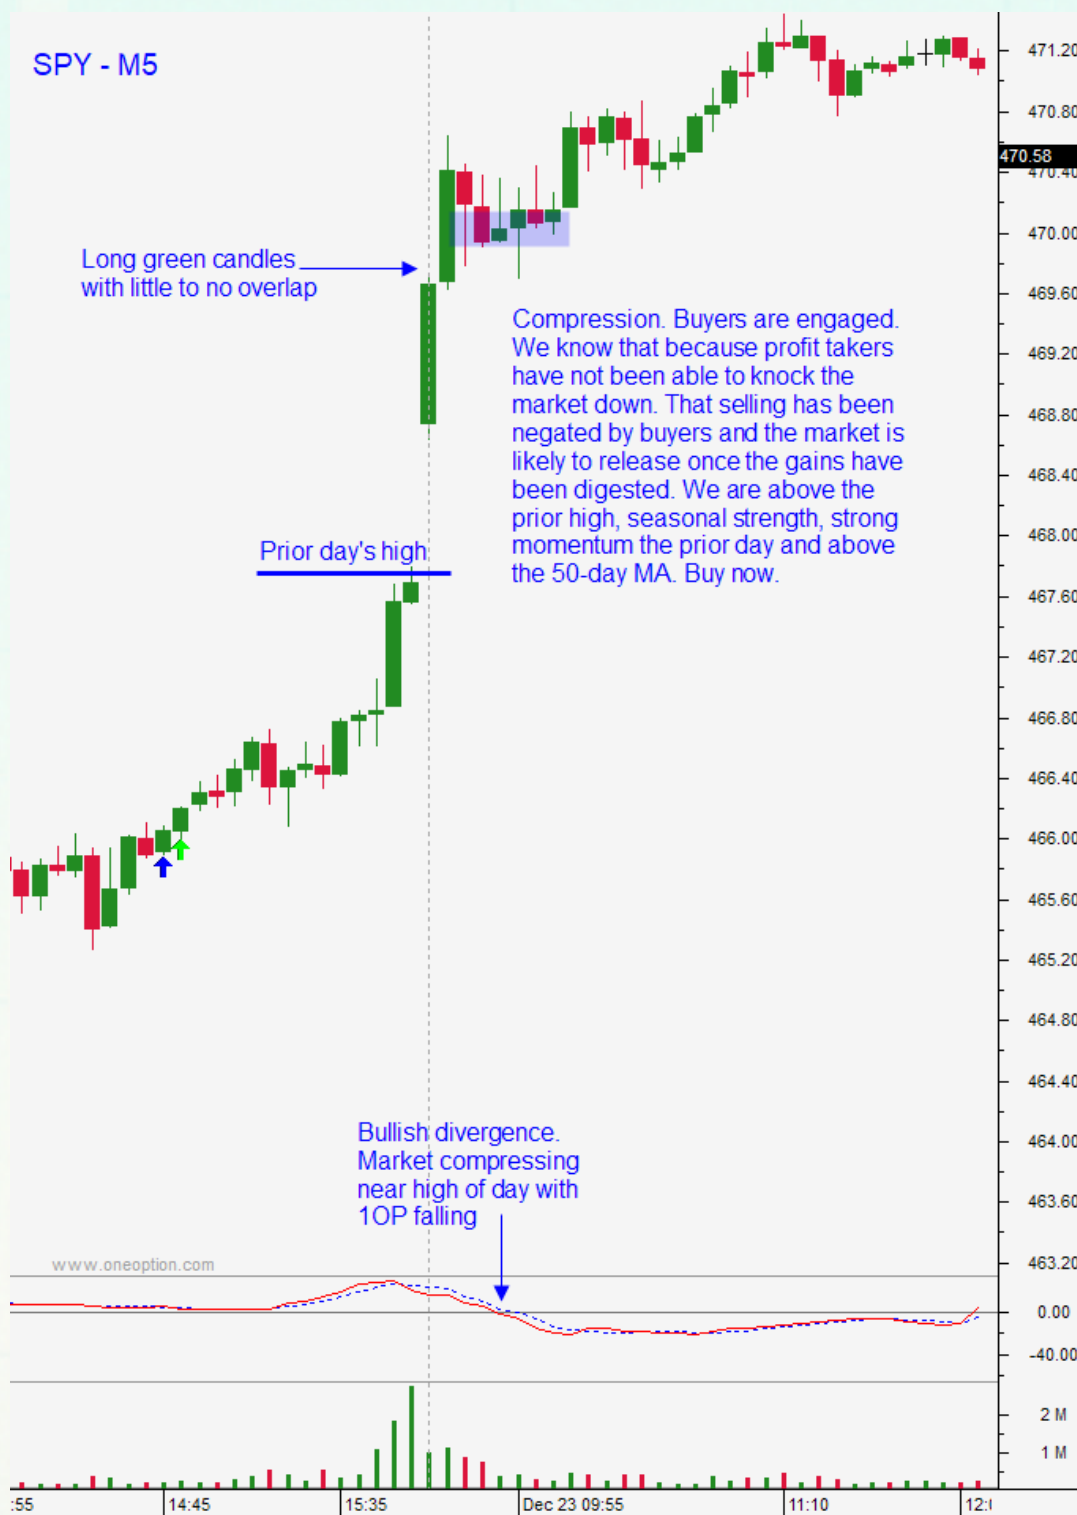 SPY - M5
471.20
470.80
470.58
470.40
Long green candles
with little to no overlap
470.00
469.60
Compression. Buyers are engaged.
We know that because profit takers
have not been able to knock the
market down. That selling has been
negated by buyers and the market is
likely to release once the gains have
been digested. We are above the
prior high, seasonal strength, strong
momentum the prior day and above
the 50-day MA. Buy now.
469.20
468.80
468.40
468.00
Prior day's high
467.60
467.20
466.80
466.40
466.00
465.60
465.20
464.80
464.40
464.00
Bullish divergence.
Market compressing
near high of day with
1OP falling
463.60
463.20
www.oneoption.com
0.00
-40.00
2 M
1 M
:55
14:45
15:35
Dec 23 09:55
11:10